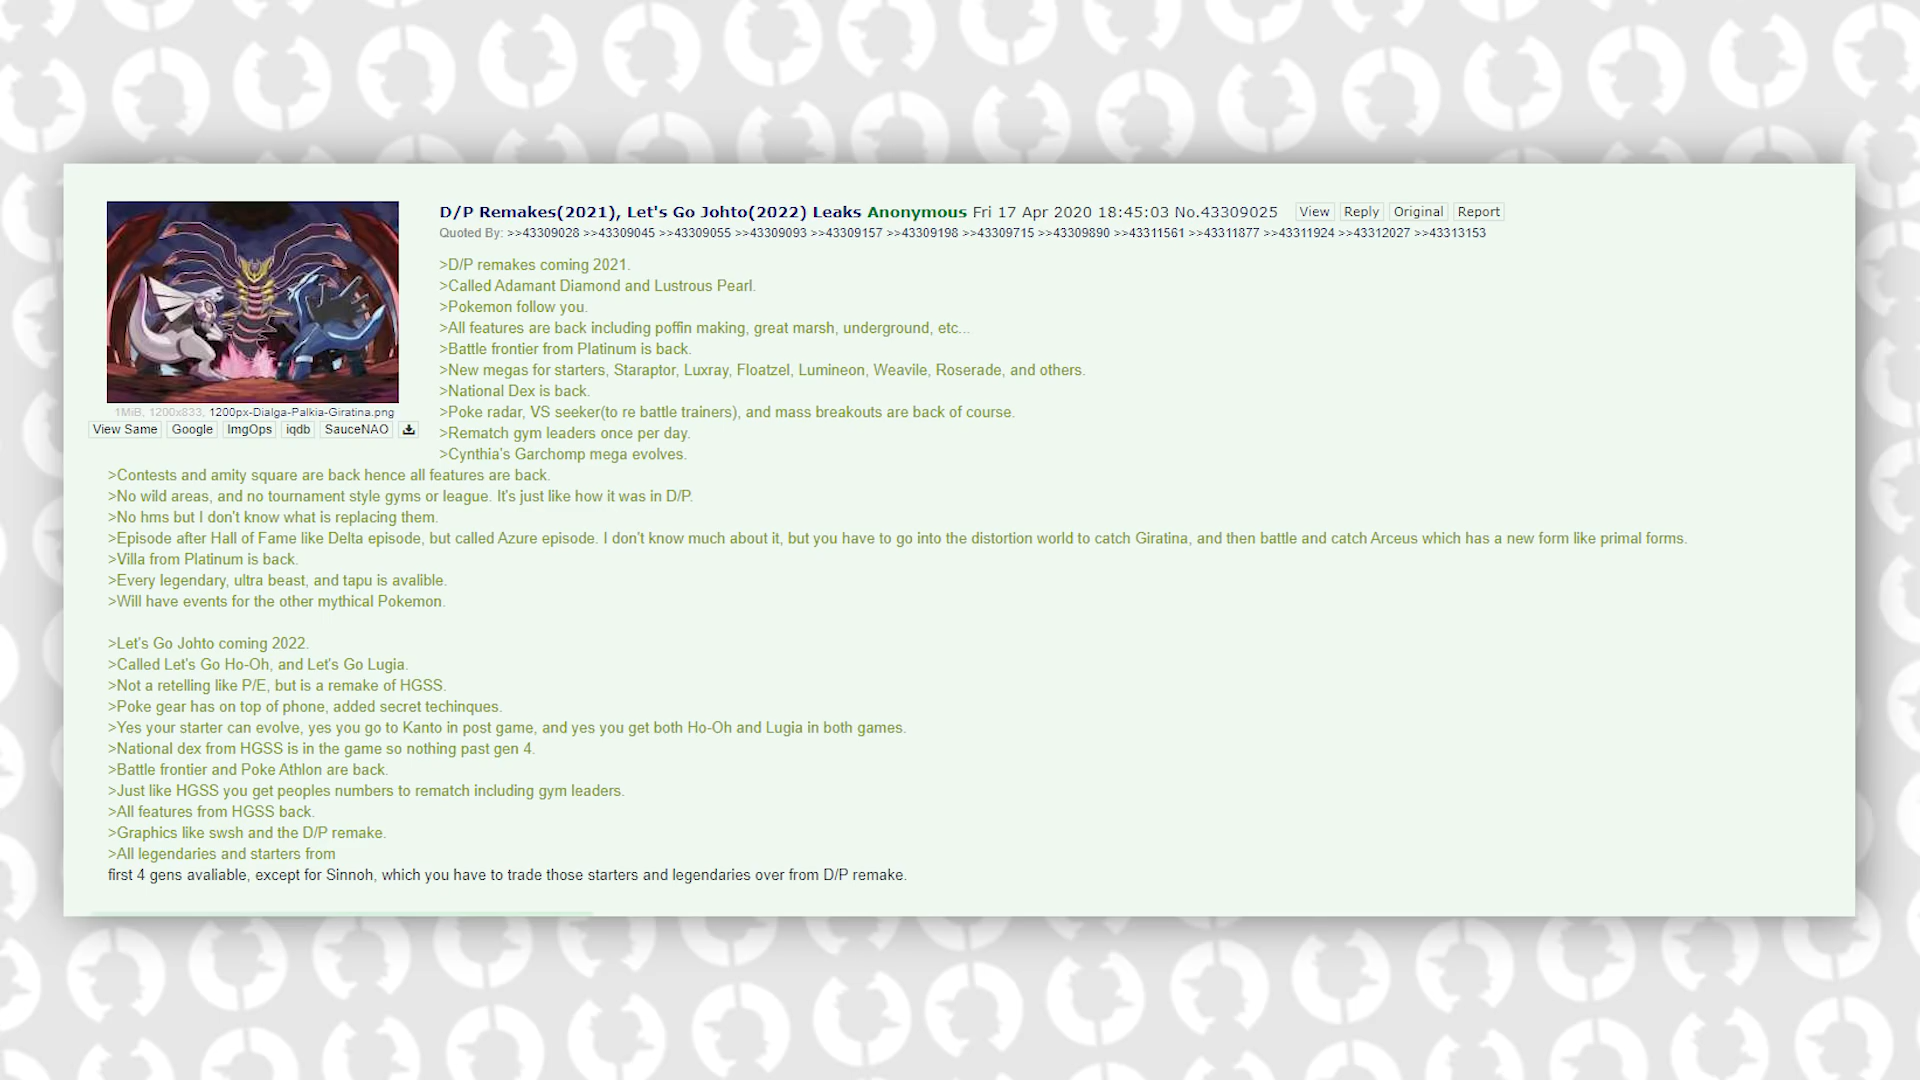 D/P Remakes(2021), Let's Go Johto(2022) Leaks Anonymous Fri 17 Apr 2020 18:45:03 No.43309025 View Reply Original Report
Quoted By: >>43309028 >>43309045 >>43309055 >>43309093 >>43309157 >>43309198 >>43309715 >>43309890 >>43311561 >>43311877 >>43311924 >>43312027 >>43313153
1MiB, 1200x833, 1200px-Dialga-Palkia-Giratina.png
View Same Google ImgOps iqdb SauceNAO
>D/P remakes coming 2021.
>Called Adamant Diamond and Lustrous Pearl.
>Pokemon follow you.
>All features are back including poffin making, great marsh, underground, etc...
>Battle frontier from Platinum is back.
>New megas for starters, Staraptor, Luxray, Floatzel, Lumineon, Weavile, Roserade, and others.
>National Dex is back.
>Poke radar, VS seeker(to re battle trainers), and mass breakouts are back of course.
>Rematch gym leaders once per day.
>Cynthia's Garchomp mega evolves.
>Contests and amity square are back hence all features are back.
>No wild areas, and no tournament style gyms or league. It's just like how it was in D/P.
>No hms but I don't know what is replacing them.
>Episode after Hall of Fame like Delta episode, but called Azure episode. I don't know much about it, but you have to go into the distortion world to catch Giratina, and then battle and catch Arceus which has a new form like primal forms.
>Villa from Platinum is back.
>Every legendary, ultra beast, and tapu is avalible.
>Will have events for the other mythical Pokemon.
>Let's Go Johto coming 2022.
>Called Let's Go Ho-Oh, and Let's Go Lugia.
>Not a retelling like P/E, but is a remake of HGSS.
>Poke gear has on top of phone, added secret techinques.
>Yes your starter can evolve, yes you go to Kanto in post game, and yes you get both Ho-Oh and Lugia in both games.
>National dex from HGSS is in the game so nothing past gen 4.
>Battle frontier and Poke Athlon are back.
>Just like HGSS you get peoples numbers to rematch including gym leaders.
>All features from HGSS back.
>Graphics like swsh and the D/P remake.
>All legendaries and starters from
first 4 gens avaliable, except for Sinnoh, which you have to trade those starters and legendaries over from D/P remake.